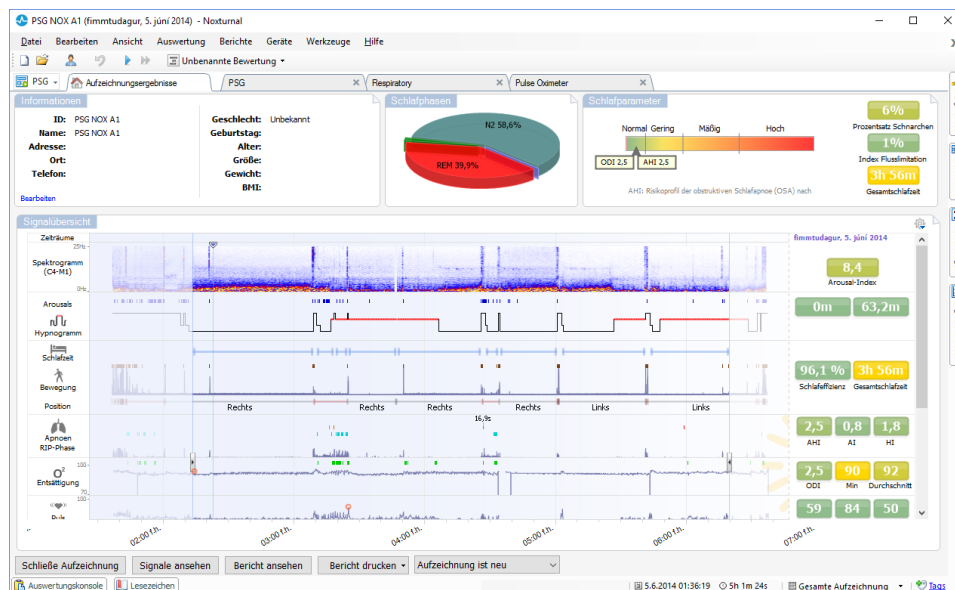 PSG NOX A1 (fimmtudagur, 5. júní 2014) - Noxturnal
Datei Bearbeiten Ansicht Auswertung Berichte Geräte Werkzeuge Hilfe
Unbenannte Bewertung
PSG Aufzeichnungsergebnisse PSG Respiratory Pulse Oximeter
Informationen
ID: PSG NOX A1
Name: PSG NOX A1
Adresse:
Ort:
Telefon:
Geschlecht: Unbekannt
Geburtstag:
Alter:
Größe:
Gewicht:
BMI:
Bearbeiten
Schlafphasen
N2 58,6%
REM 39,9%
Schlafparameter
Normal Gering Mäßig Hoch
ODI 2,5 AHI 2,5
AHI: Risikoprofil der obstruktiven Schlafapnoe (OSA) nach
6%
Prozentsatz Schnarchen
1%
Index Flusslimitation
3h 56m
Gesamtschlafzeit
Signalübersicht
Zeiträume
fimmtudagur, 5. júní 2014
25Hz
Spektrogramm
(C4-M1)
0Hz
8,4
Arousal-Index
Arousals
0m 63,2m
Hypnogramm
Schlafzeit
Bewegung
96,1 % 3h 56m
Schlafeffizienz Gesamtschlafzeit
Position
Rechts Rechts Rechts Rechts Links Links
16,9s
Apnoen
RIP-Phase
2,5 0,8 1,8
AHI AI HI
100
O²
Entsättigung
70
2,5 90 92
ODI Min Durchschnitt
100
Puls
59 84 50
02:00 f.h. 03:00 f.h. 04:00 f.h. 05:00 f.h. 06:00 f.h. 07:00 f.h.
Schließe Aufzeichnung Signale ansehen Bericht ansehen Bericht drucken Aufzeichnung ist neu
Auswertungskonsole Lesezeichen 5.6.2014 01:36:19 5h 1m 24s Gesamte Aufzeichnung Tags